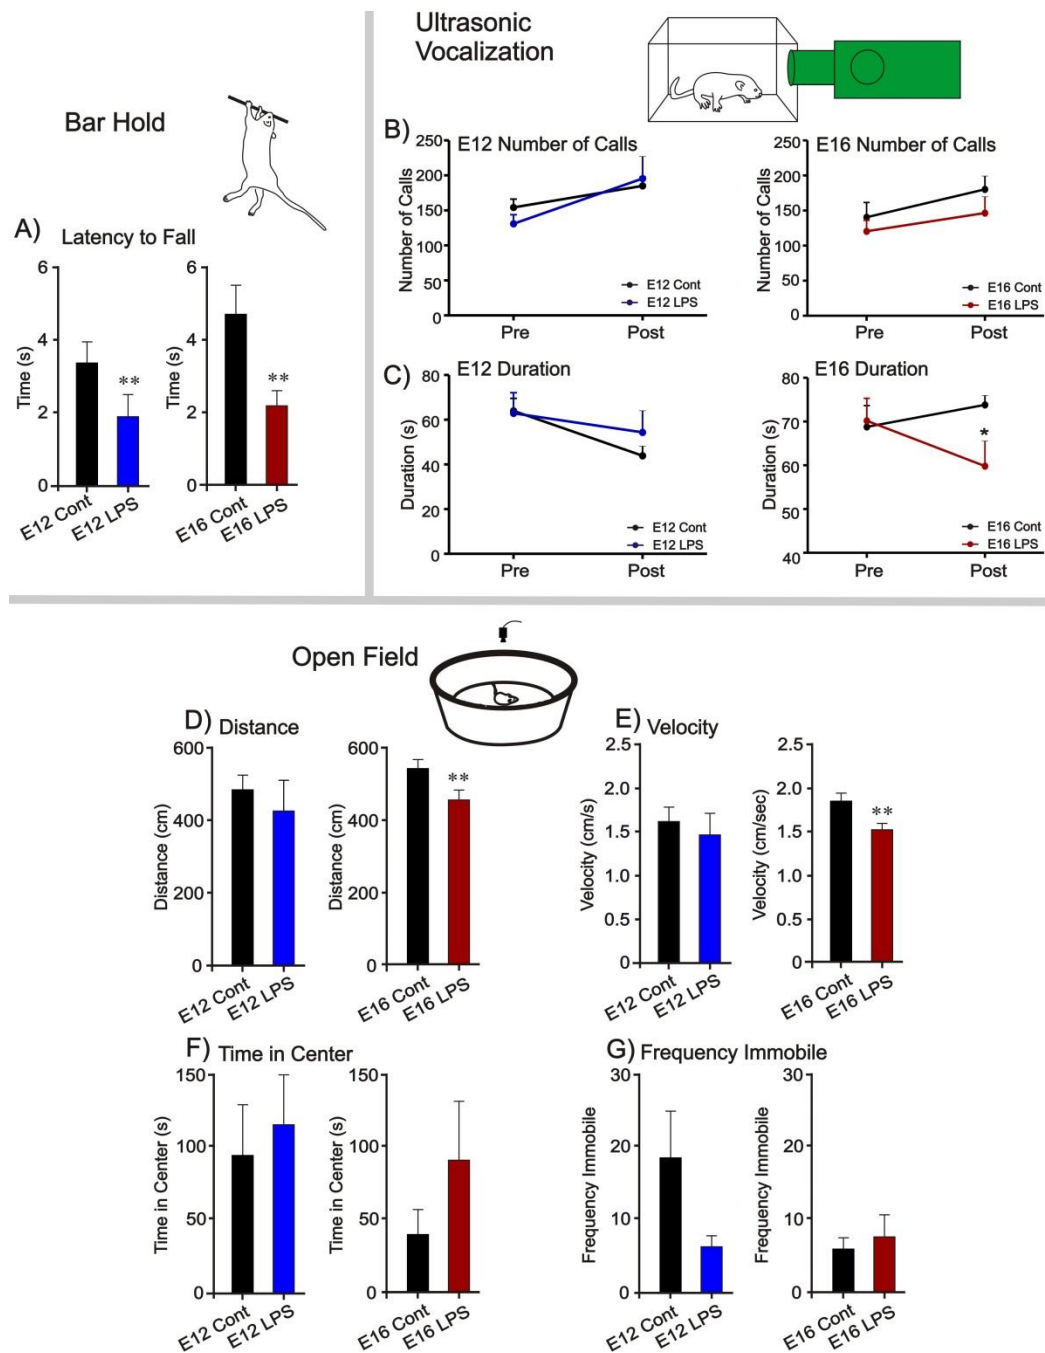 Bar Hold
A) Latency to Fall
Time (s)
6
4
2
0
E12 Cont
E12 LPS
**
Time (s)
6
4
2
0
E16 Cont
E16 LPS
**
Ultrasonic
Vocalization
B)
E12 Number of Calls
Number of Calls
250
200
150
100
50
0
Pre
Post
E12 Cont
E12 LPS
E16 Number of Calls
Number of Calls
250
200
150
100
50
0
Pre
Post
E16 Cont
E16 LPS
C)
E12 Duration
Duration (s)
80
60
40
20
0
Pre
Post
E12 Cont
E12 LPS
E16 Duration
Duration (s)
80
70
60
50
40
*
Pre
Post
E16 Cont
E16 LPS
Open Field
D) Distance
Distance (cm)
600
400
200
0
E12 Cont
E12 LPS
Distance (cm)
600
400
200
0
**
E16 Cont
E16 LPS
E) Velocity
Velocity (cm/s)
2.5
2.0
1.5
1.0
0.5
0
E12 Cont
E12 LPS
Velocity (cm/sec)
2.5
2.0
1.5
1.0
0.5
0
**
E16 Cont
E16 LPS
F) Time in Center
Time in Center (s)
150
100
50
0
E12 Cont
E12 LPS
Time in Center (s)
150
100
50
0
E16 Cont
E16 LPS
G) Frequency Immobile
Frequency Immobile
30
20
10
0
E12 Cont
E12 LPS
Frequency Immobile
30
20
10
0
E16 Cont
E16 LPS